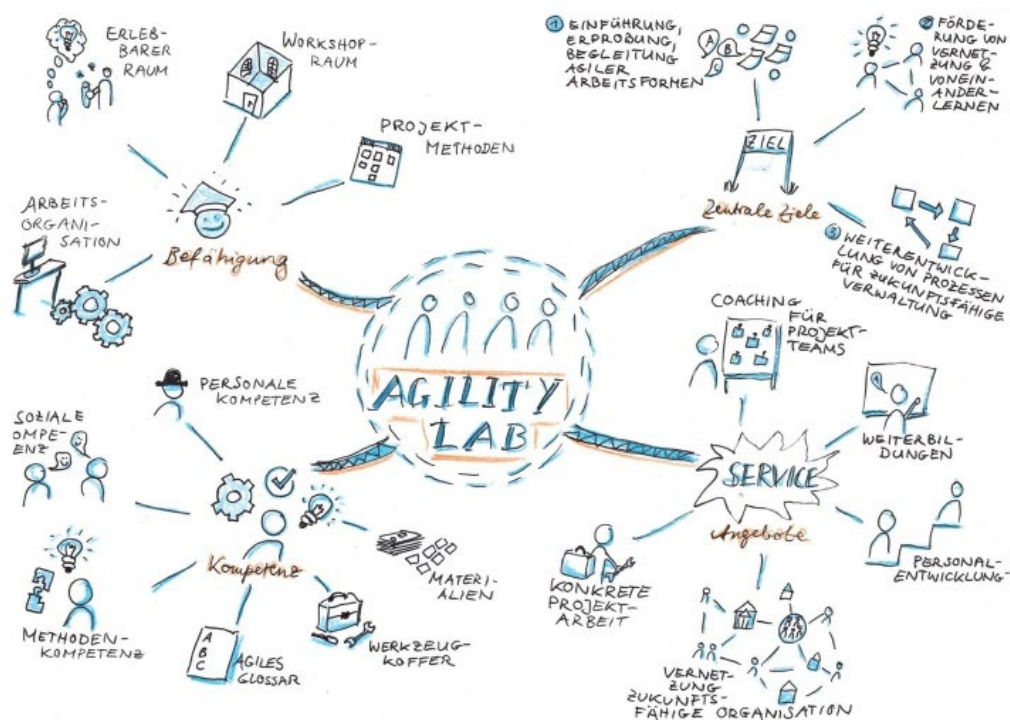 ERLEB-
BARER
RAUM
WORKSHOP-
RAUM
PROJEKT-
METHODEN
ARBEITS-
ORGANI-
SATION
Befähigung
① EINFÜHRUNG,
ERPROBUNG,
BEGLEITUNG
AGILER
ARBEITSFORMEN
A
B
C
② FÖRDE-
RUNG VON
VERNET-
ZUNG &
VONEIN-
ANDER-
LERNEN
ZIEL
Zentrale Ziele
③ WEITERENTWICK-
LUNG VON PROZESSEN
FÜR ZUKUNFTSFÄHIGE
VERWALTUNG
AGILITY
LAB
PERSONALE
KOMPETENZ
SOZIALE
OMPE-
ENZ
METHODEN-
KOMPETENZ
Kompetenz
A
B
C
AGILES
GLOSSAR
WERKZEUG-
KOFFER
MATERI-
ALIEN
COACHING
FÜR
PROJEKT-
TEAMS
WEITERBIL-
DUNGEN
SERVICE
Angebote
PERSONAL-
ENTWICKLUNG
KONKRETE
PROJEKT-
ARBEIT
VERNET-
ZUNG
ZUKUNFTS-
FÄHIGE ORGANISATION